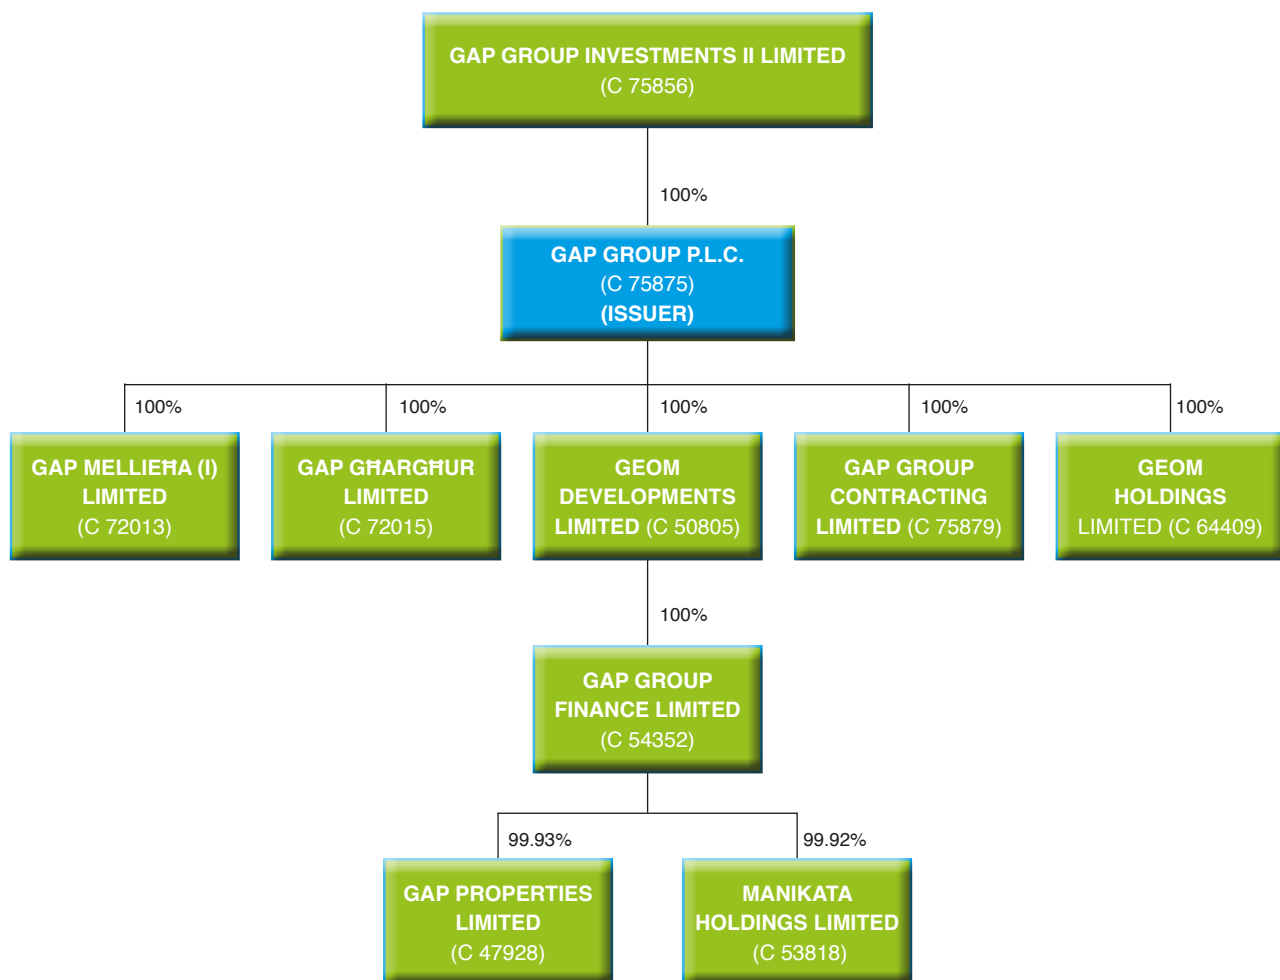 GAP GROUP INVESTMENTS II LIMITED
(C 75856)
100%
GAP GROUP P.L.C.
(C 75875)
(ISSUER)
100%
100%
100%
100%
100%
GAP MELLIEĦA (I)
LIMITED
(C 72013)
GAP GĦARGĦUR
LIMITED
(C 72015)
GEOM
DEVELOPMENTS
LIMITED (C 50805)
GAP GROUP
CONTRACTING
LIMITED (C 75879)
GEOM
HOLDINGS
LIMITED (C 64409)
100%
GAP GROUP
FINANCE LIMITED
(C 54352)
99.93%
99.92%
GAP PROPERTIES
LIMITED
(C 47928)
MANIKATA
HOLDINGS LIMITED
(C 53818)